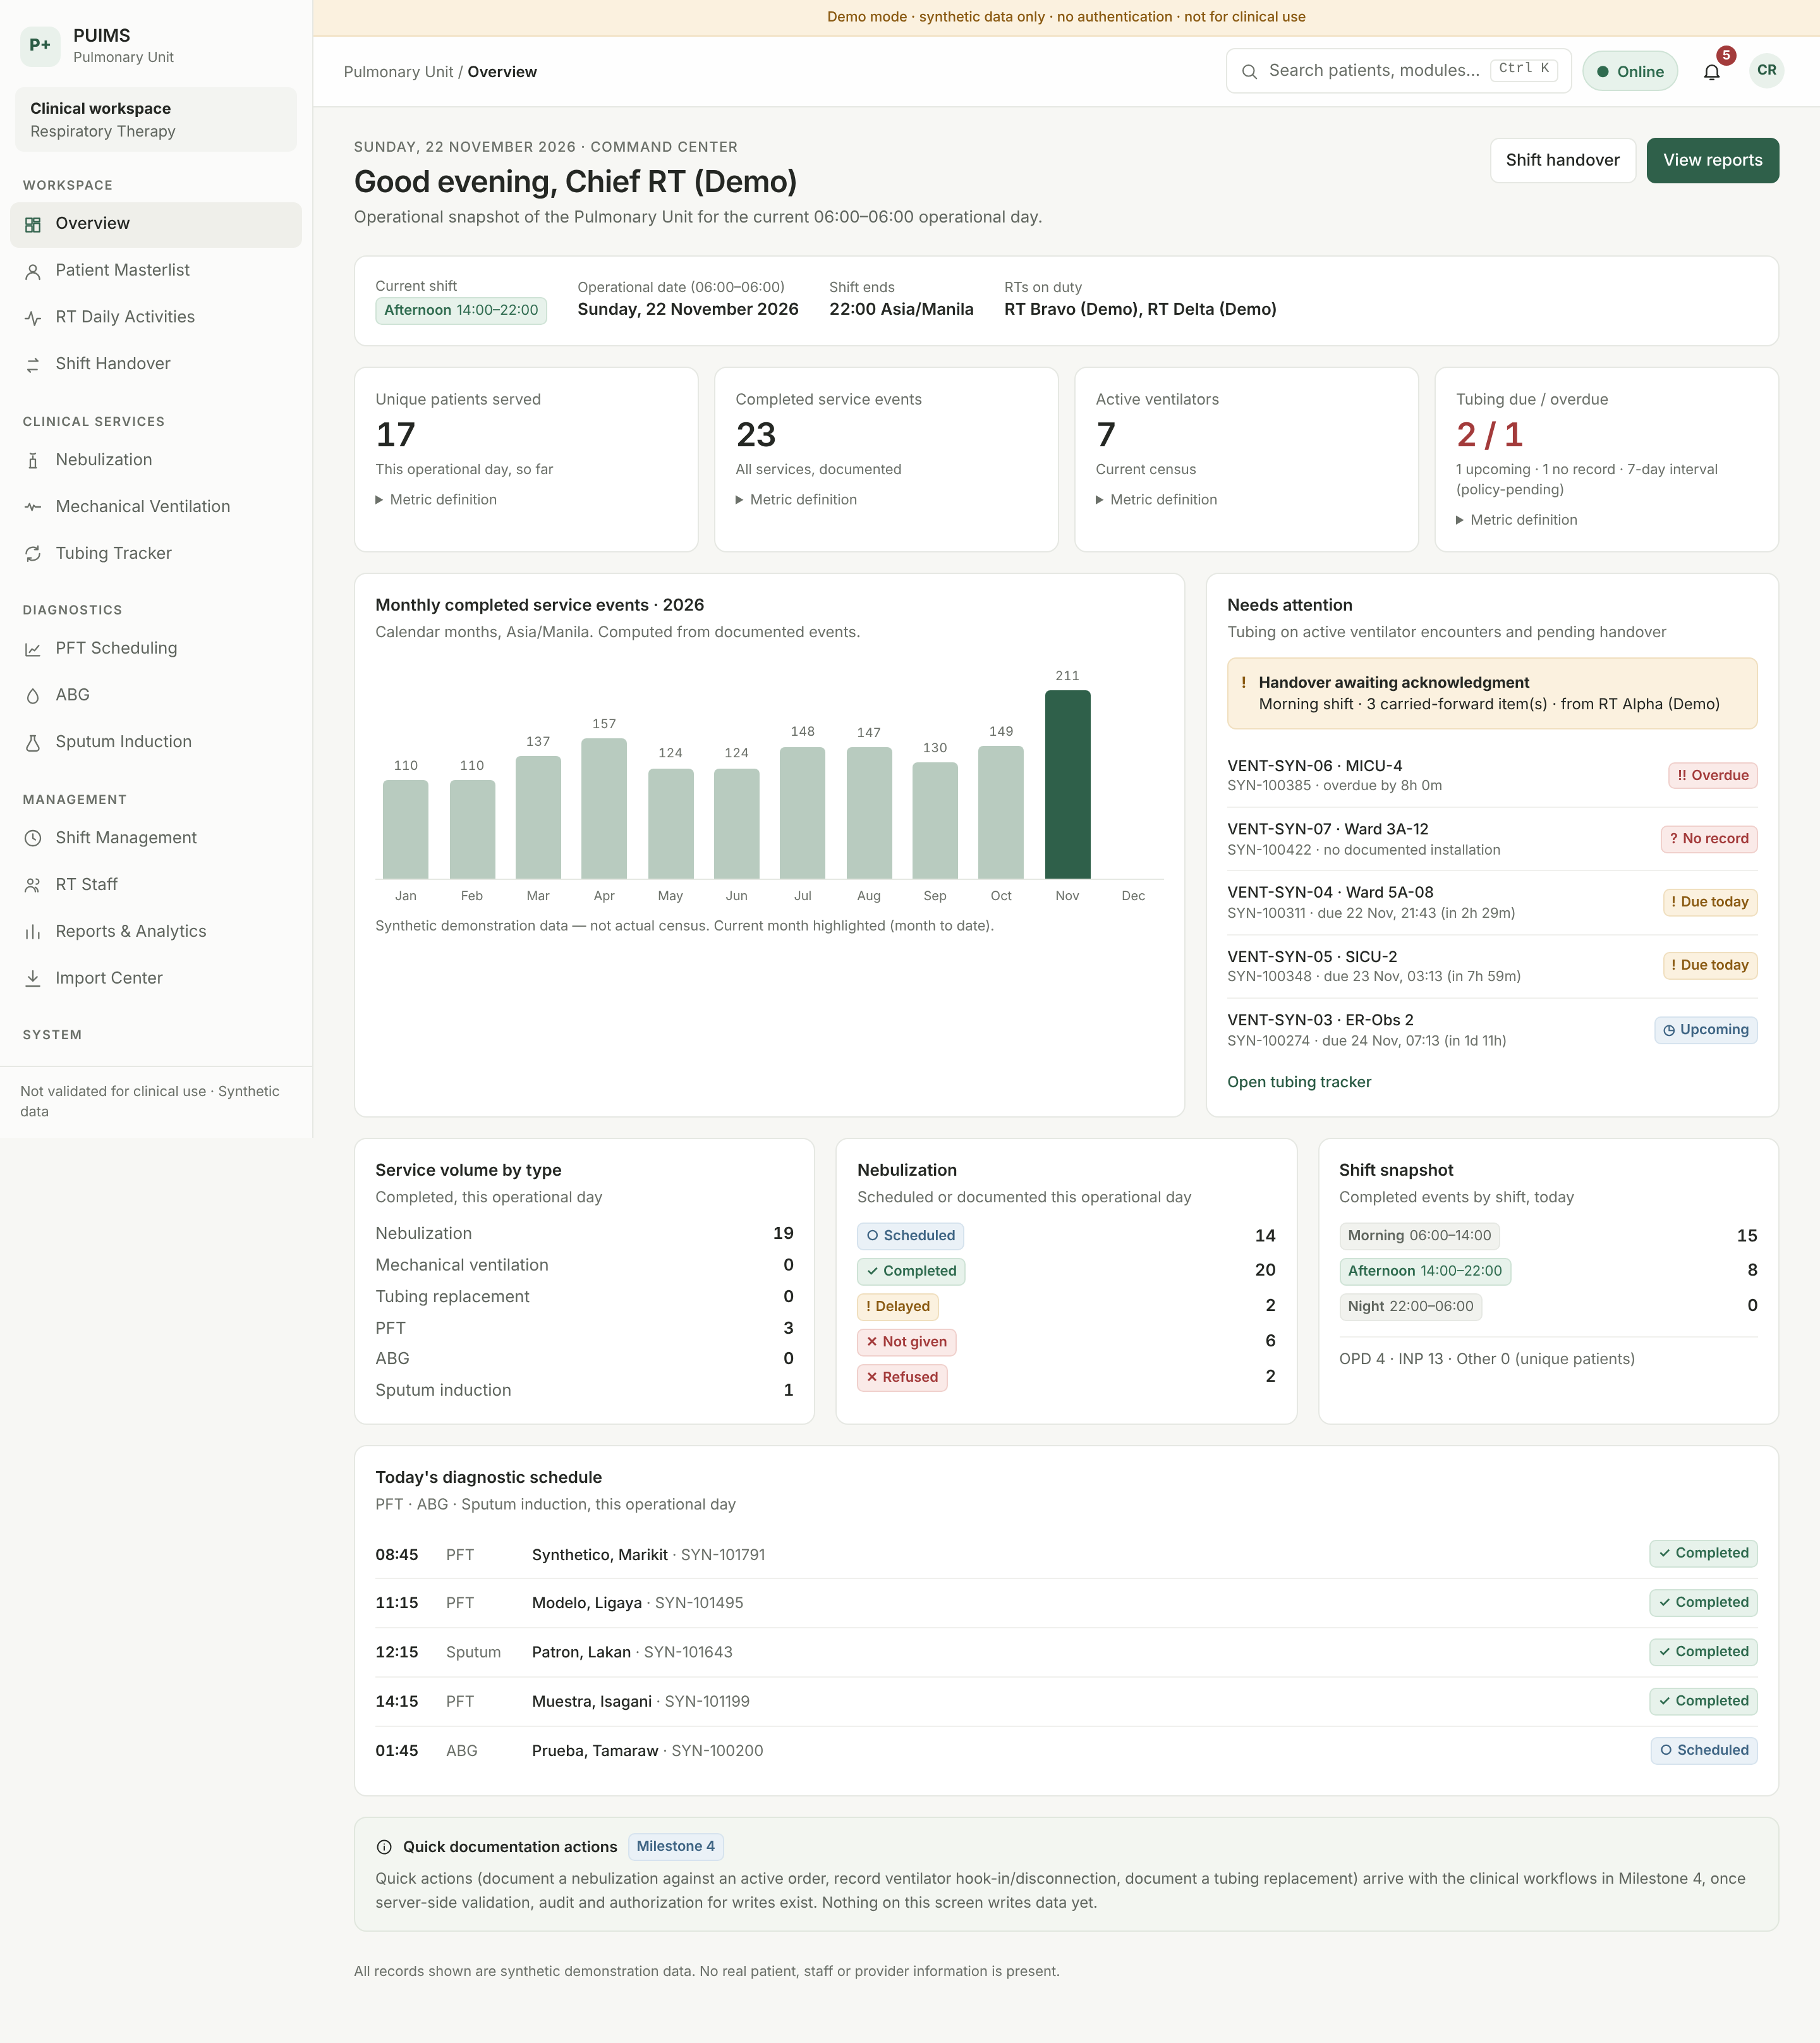 Demo mode · synthetic data only · no authentication · not for clinical use
P+
PUIMS
Pulmonary Unit
Clinical workspace
Respiratory Therapy
WORKSPACE
Overview
Patient Masterlist
RT Daily Activities
Shift Handover
CLINICAL SERVICES
Nebulization
Mechanical Ventilation
Tubing Tracker
DIAGNOSTICS
PFT Scheduling
ABG
Sputum Induction
MANAGEMENT
Shift Management
RT Staff
Reports & Analytics
Import Center
SYSTEM
Not validated for clinical use · Synthetic
data
Pulmonary Unit / Overview
Search patients, modules... Ctrl K
Online
5
CR
SUNDAY, 22 NOVEMBER 2026 · COMMAND CENTER
Good evening, Chief RT (Demo)
Operational snapshot of the Pulmonary Unit for the current 06:00–06:00 operational day.
Shift handover
View reports
Current shift
Afternoon 14:00–22:00
Operational date (06:00–06:00)
Sunday, 22 November 2026
Shift ends
22:00 Asia/Manila
RTs on duty
RT Bravo (Demo), RT Delta (Demo)
Unique patients served
17
This operational day, so far
Metric definition
Completed service events
23
All services, documented
Metric definition
Active ventilators
7
Current census
Metric definition
Tubing due / overdue
2 / 1
1 upcoming · 1 no record · 7-day interval
(policy-pending)
Metric definition
Monthly completed service events · 2026
Calendar months, Asia/Manila. Computed from documented events.
110 110 137 157 124 124 148 147 130 149 211
Jan Feb Mar Apr May Jun Jul Aug Sep Oct Nov Dec
Synthetic demonstration data — not actual census. Current month highlighted (month to date).
Needs attention
Tubing on active ventilator encounters and pending handover
! Handover awaiting acknowledgment
Morning shift · 3 carried-forward item(s) · from RT Alpha (Demo)
VENT-SYN-06 · MICU-4
SYN-100385 · overdue by 8h 0m
!! Overdue
VENT-SYN-07 · Ward 3A-12
SYN-100422 · no documented installation
? No record
VENT-SYN-04 · Ward 5A-08
SYN-100311 · due 22 Nov, 21:43 (in 2h 29m)
! Due today
VENT-SYN-05 · SICU-2
SYN-100348 · due 23 Nov, 03:13 (in 7h 59m)
! Due today
VENT-SYN-03 · ER-Obs 2
SYN-100274 · due 24 Nov, 07:13 (in 1d 11h)
Upcoming
Open tubing tracker
Service volume by type
Completed, this operational day
Nebulization 19
Mechanical ventilation 0
Tubing replacement 0
PFT 3
ABG 0
Sputum induction 1
Nebulization
Scheduled or documented this operational day
Scheduled 14
✓ Completed 20
! Delayed 2
✕ Not given 6
✕ Refused 2
Shift snapshot
Completed events by shift, today
Morning 06:00–14:00 15
Afternoon 14:00–22:00 8
Night 22:00–06:00 0
OPD 4 · INP 13 · Other 0 (unique patients)
Today's diagnostic schedule
PFT · ABG · Sputum induction, this operational day
08:45 PFT Synthetico, Marikit · SYN-101791 ✓ Completed
11:15 PFT Modelo, Ligaya · SYN-101495 ✓ Completed
12:15 Sputum Patron, Lakan · SYN-101643 ✓ Completed
14:15 PFT Muestra, Isagani · SYN-101199 ✓ Completed
01:45 ABG Prueba, Tamaraw · SYN-100200 Scheduled
Quick documentation actions Milestone 4
Quick actions (document a nebulization against an active order, record ventilator hook-in/disconnection, document a tubing replacement) arrive with the clinical workflows in Milestone 4, once
server-side validation, audit and authorization for writes exist. Nothing on this screen writes data yet.
All records shown are synthetic demonstration data. No real patient, staff or provider information is present.